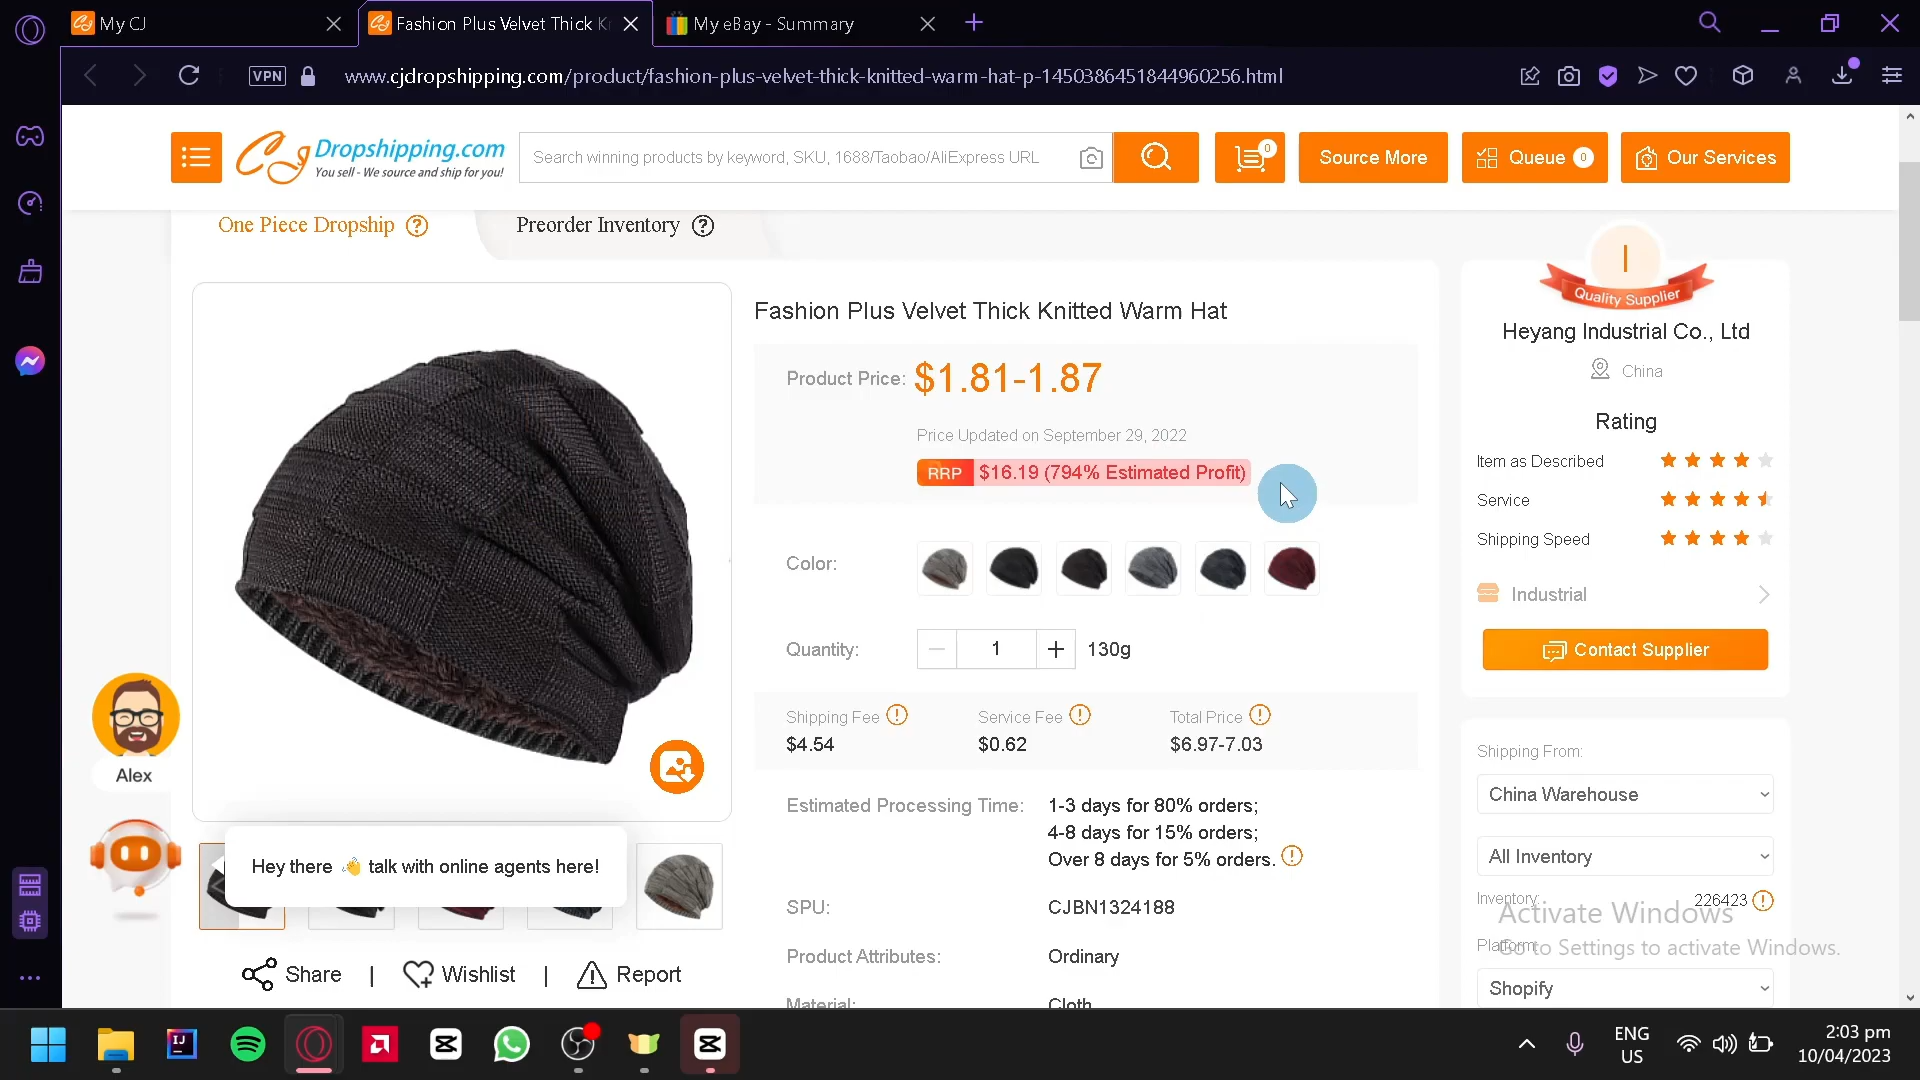 My CJ
Fashion Plus Velvet Thick K
My eBay - Summary
VPN
www.cjdropshipping.com/product/fashion-plus-velvet-thick-knitted-warm-hat-p-1450386451844960256.html
Dropshipping.com
You sell - We source and ship for you!
Search winning products by keyword, SKU, 1688/Taobao/AliExpress URL
0
Source More
Queue 0
Our Services
One Piece Dropship
Preorder Inventory
Quality Supplier
Heyang Industrial Co., Ltd
China
Rating
Item as Described
Service
Shipping Speed
Industrial
Contact Supplier
Fashion Plus Velvet Thick Knitted Warm Hat
Product Price: $1.81-1.87
Price Updated on September 29, 2022
RRP $16.19 (794% Estimated Profit)
Color:
Quantity: 1 130g
Shipping Fee Service Fee Total Price
$4.54 $0.62 $6.97-7.03
Estimated Processing Time: 1-3 days for 80% orders;
4-8 days for 15% orders;
Over 8 days for 5% orders.
SPU: CJBN1324188
Product Attributes: Ordinary
Material: Cloth
Shipping From:
China Warehouse
All Inventory
Inventory: 226423
Platform:
Shopify
Activate Windows
Go to Settings to activate Windows.
Alex
Hey there 👋 talk with online agents here!
Share | Wishlist | Report
ENG
US
2:03 pm
10/04/2023